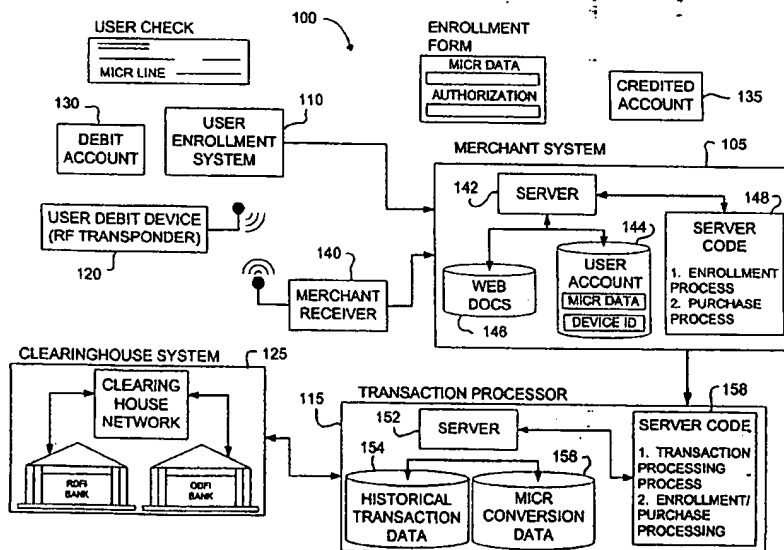 USER CHECK
MICR LINE
100
ENROLLMENT
FORM
MICR DATA
AUTHORIZATION
CREDITED
ACCOUNT
135
130
DEBIT
ACCOUNT
USER
ENROLLMENT
SYSTEM
110
MERCHANT SYSTEM
105
142
SERVER
148
SERVER
CODE
1. ENROLLMENT
PROCESS
2. PURCHASE
PROCESS
144
USER
ACCOUNT
MICR DATA
DEVICE ID
WEB
DOCS
146
USER DEBIT DEVICE
(RF TRANSPONDER)
120
140
MERCHANT
RECEIVER
CLEARINGHOUSE SYSTEM
125
CLEARING
HOUSE
NETWORK
RDFI
BANK
ODFI
BANK
TRANSACTION PROCESSOR
115
152
SERVER
158
SERVER CODE
1. TRANSACTION
PROCESSING
PROCESS
2. ENROLLMENT/
PURCHASE
PROCESSING
154
HISTORICAL
TRANSACTION
DATA
156
MICR
CONVERSION
DATA